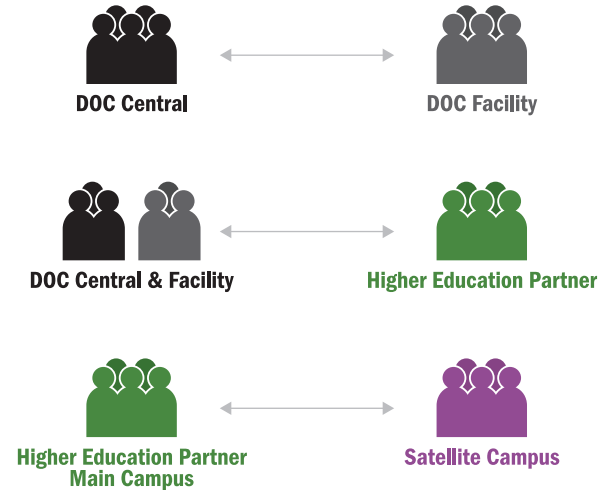 DOC Central
DOC Facility
DOC Central & Facility
Higher Education Partner
Higher Education Partner
Main Campus
Satellite Campus